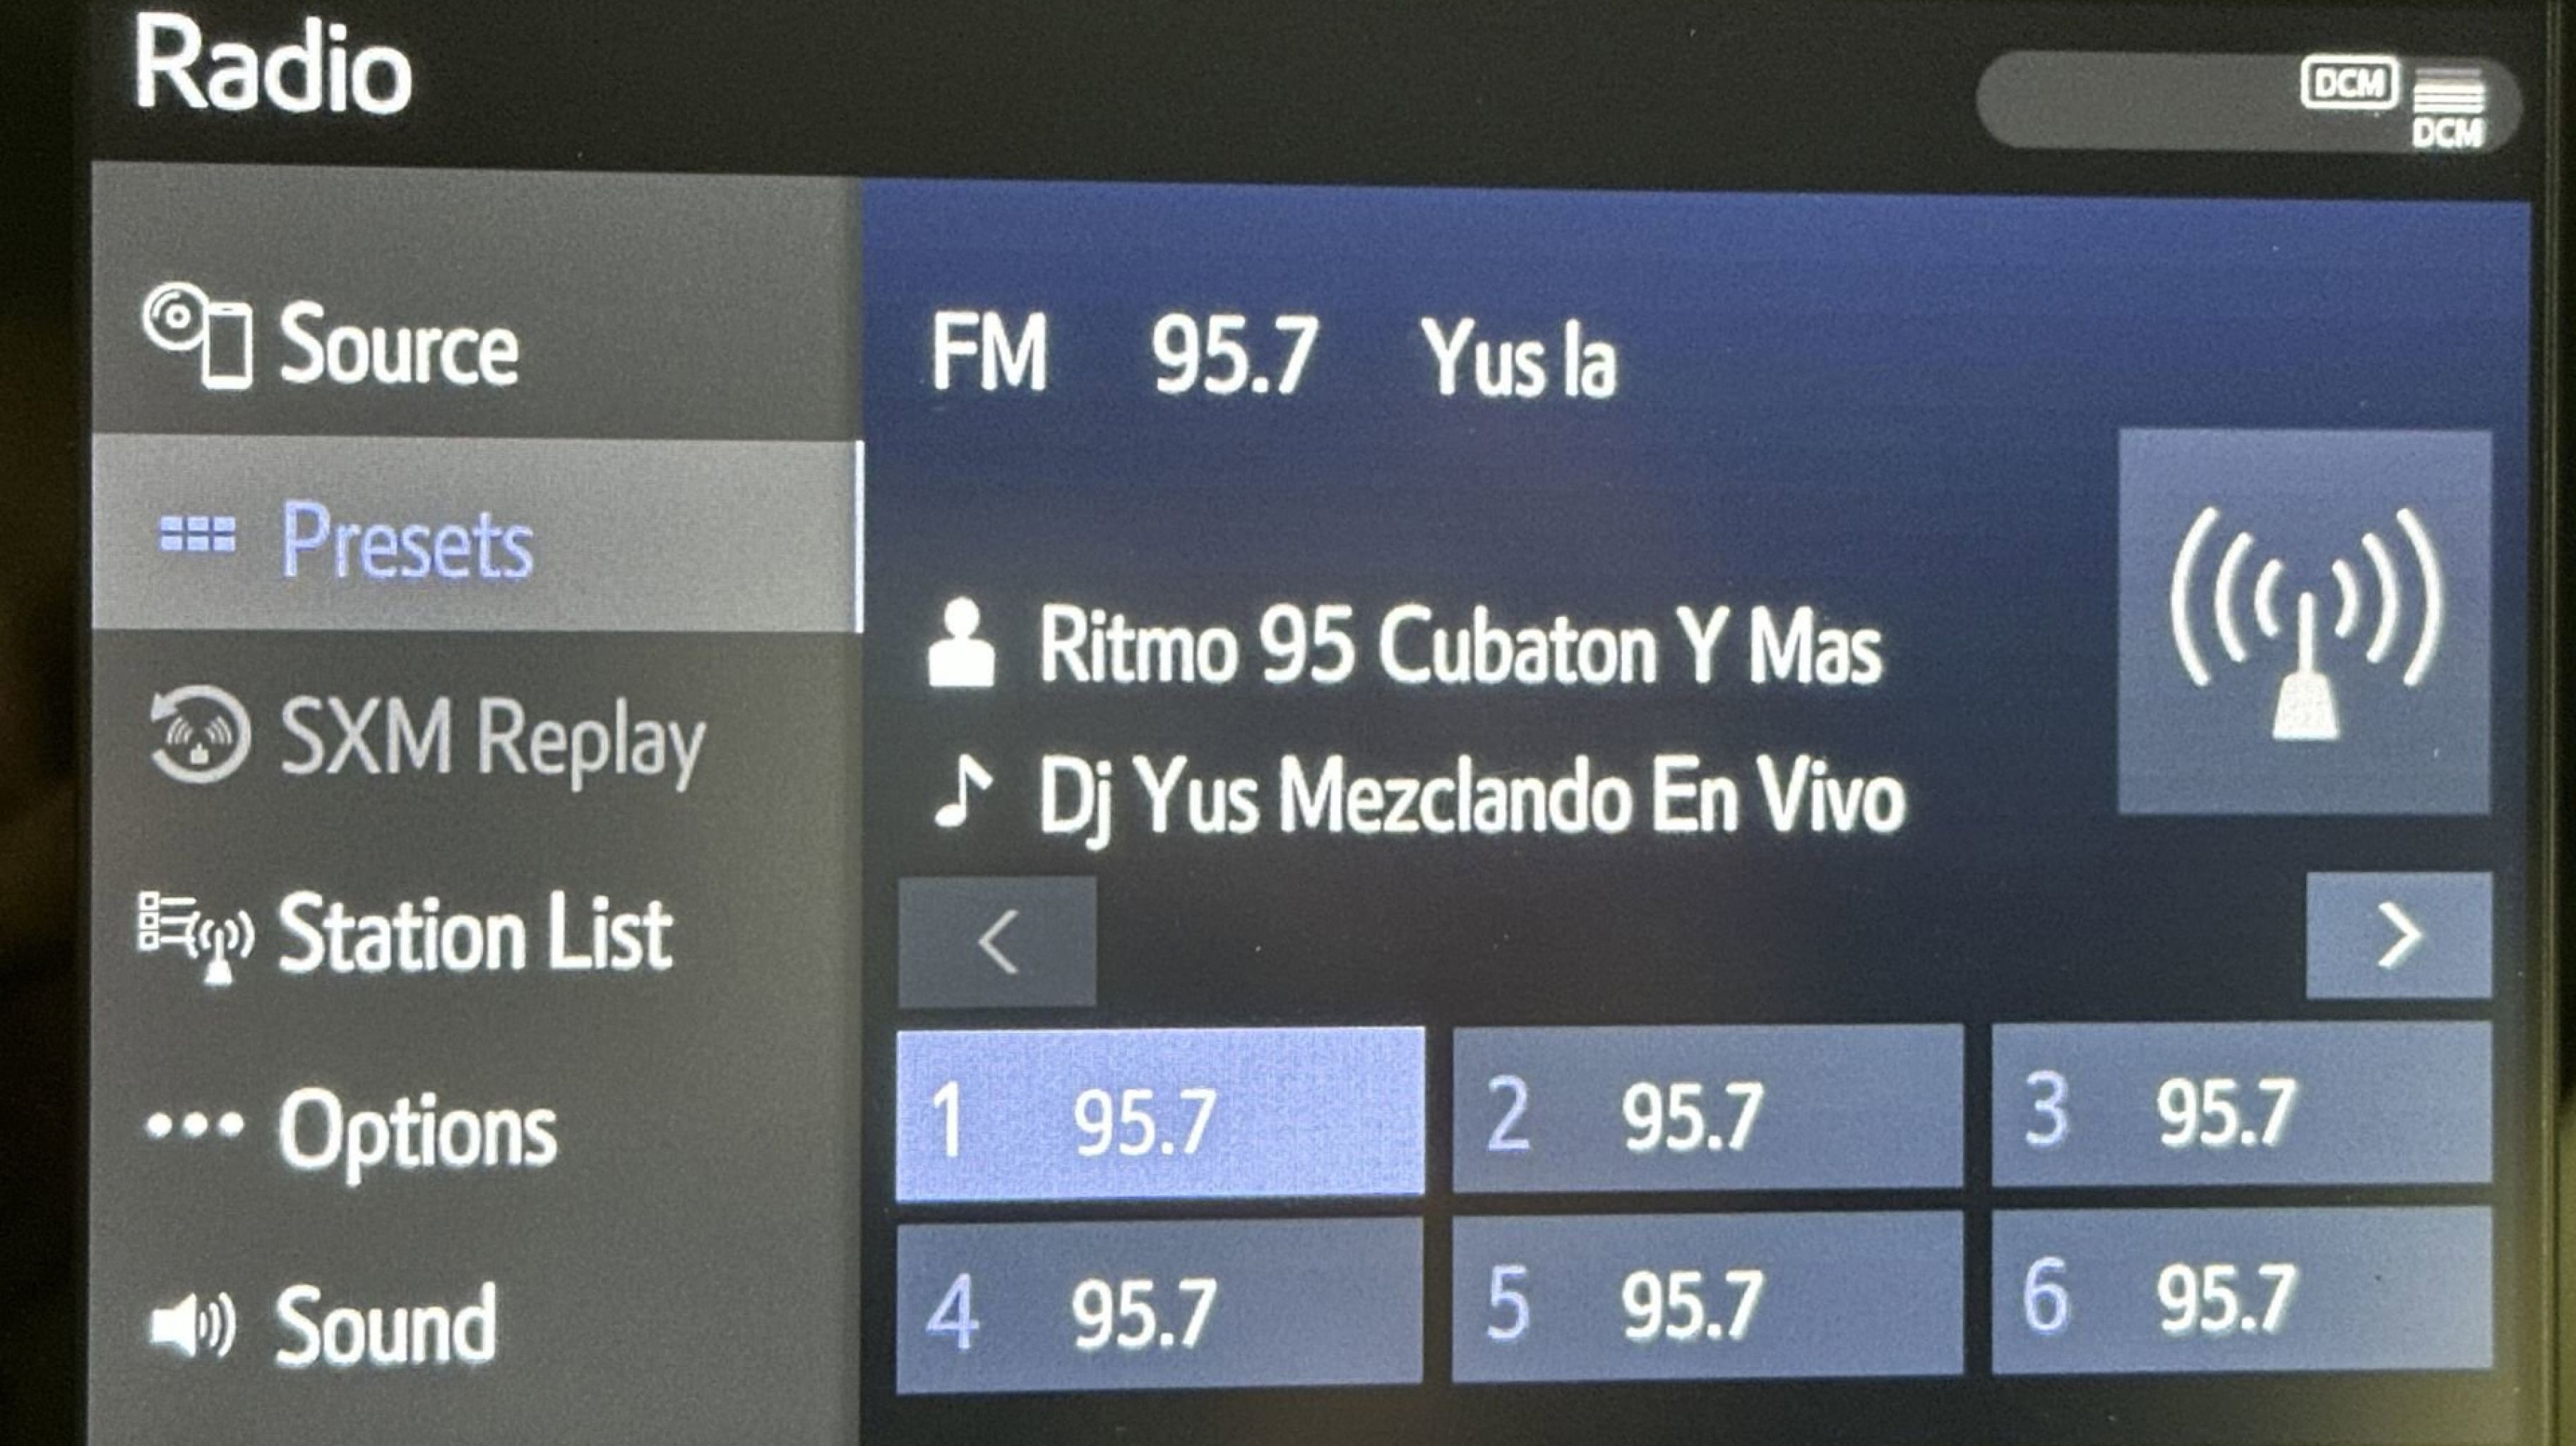 Radio
DCM
DCM
Source
Presets
SXM Replay
Station List
Options
Sound
FM 95.7 Yus la
Ritmo 95 Cubaton Y Mas
Dj Yus Mezclando En Vivo
1 95.7
2 95.7
3 95.7
4 95.7
5 95.7
6 95.7